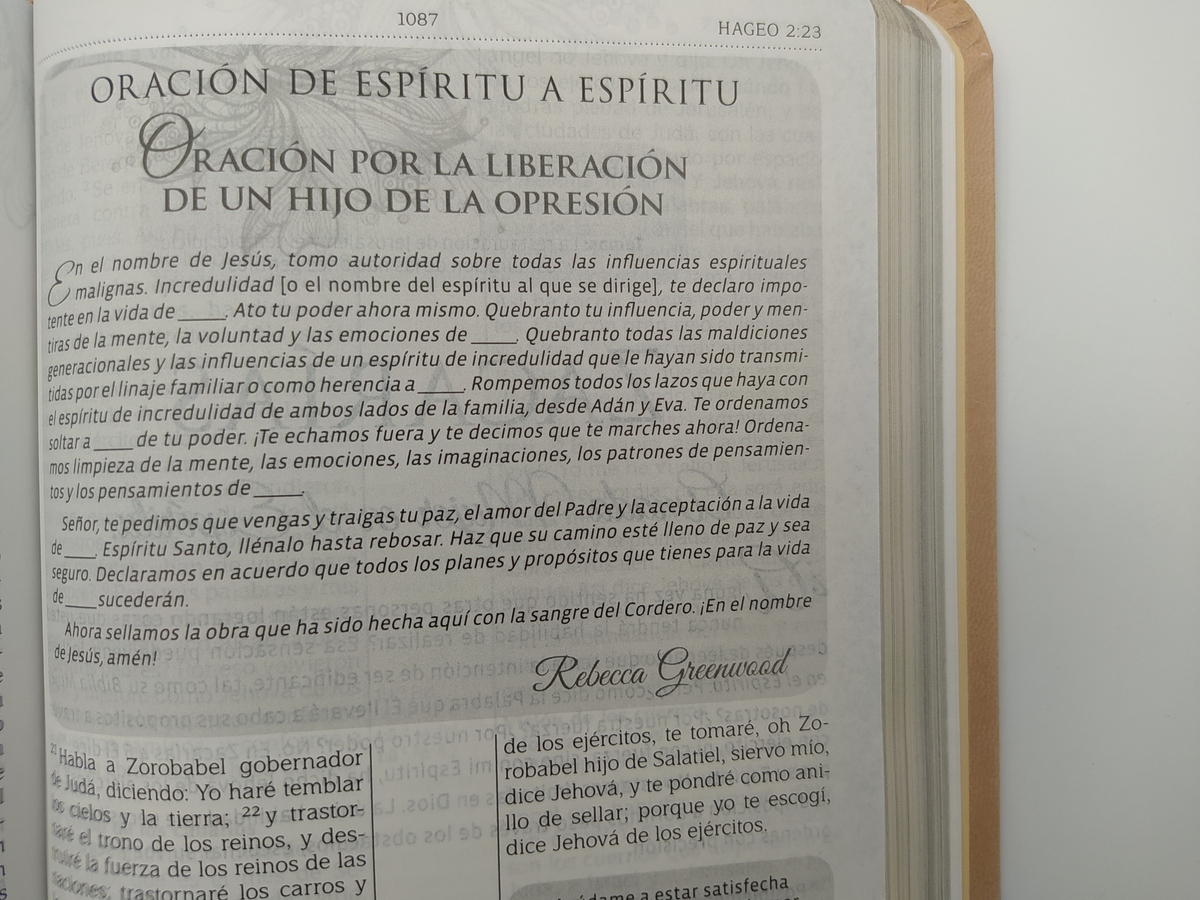 1087
HAGEO 2:23
ORACIÓN DE ESPÍRITU A ESPÍRITU
ORACIÓN POR LA LIBERACIÓN
DE UN HIJO DE LA OPRESIÓN
En el nombre de Jesús, tomo autoridad sobre todas las influencias espirituales
malignas. Incredulidad [o el nombre del espíritu al que se dirige], te declaro impo-
tente en la vida de _____. Ato tu poder ahora mismo. Quebranto tu influencia, poder y men-
tiras de la mente, la voluntad y las emociones de _____. Quebranto todas las maldiciones
generacionales y las influencias de un espíritu de incredulidad que le hayan sido transmi-
tidas por el linaje familiar o como herencia a _____. Rompemos todos los lazos que haya con
el espíritu de incredulidad de ambos lados de la familia, desde Adán y Eva. Te ordenamos
soltar a _____ de tu poder. ¡Te echamos fuera y te decimos que te marches ahora! Ordena-
mos limpieza de la mente, las emociones, las imaginaciones, los patrones de pensamien-
tos y los pensamientos de _____.
Señor, te pedimos que vengas y traigas tu paz, el amor del Padre y la aceptación a la vida
de____. Espíritu Santo, llénalo hasta rebosar. Haz que su camino esté lleno de paz y sea
seguro. Declaramos en acuerdo que todos los planes y propósitos que tienes para la vida
de____sucederán.
Ahora sellamos la obra que ha sido hecha aquí con la sangre del Cordero. ¡En el nombre
de Jesús, amén!
Rebecca Greenwood
21 Habla a Zorobabel gobernador
de Judá, diciendo: Yo haré temblar
los cielos y la tierra; 22 y trastor-
naré el trono de los reinos, y des-
truiré la fuerza de los reinos de las
naciones; trastornaré los carros y
de los ejércitos, te tomaré, oh Zo-
robabel hijo de Salatiel, siervo mío,
dice Jehová, y te pondré como ani-
llo de sellar; porque yo te escogí,
dice Jehová de los ejércitos.
a estar satisfecha